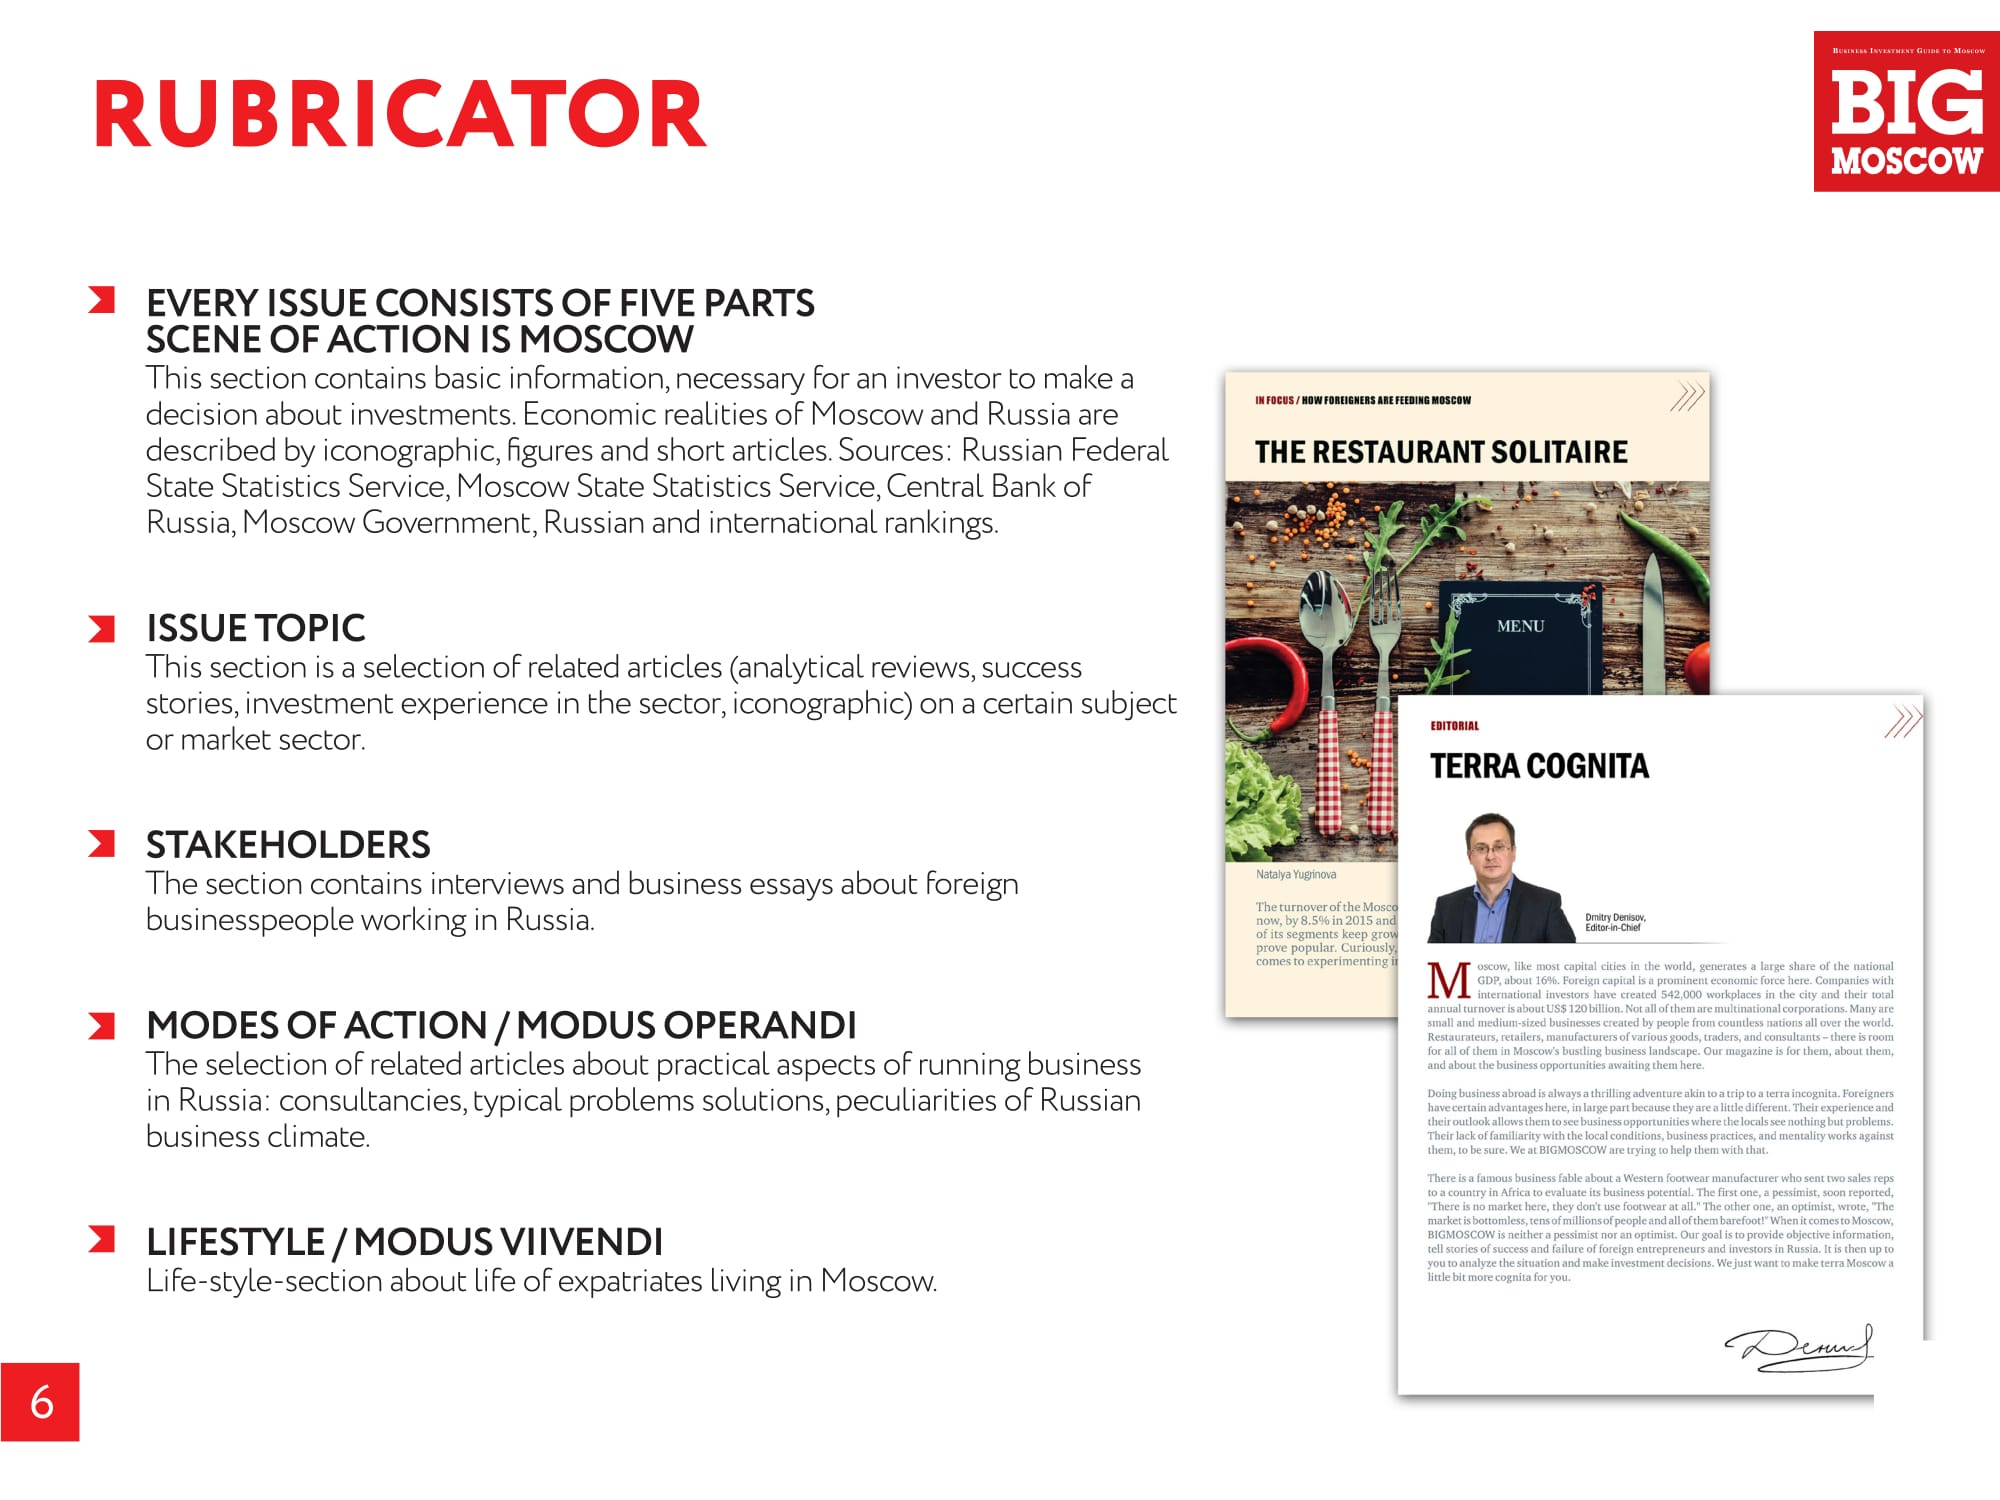 RUBRICATOR
BUSINESS INVESTMENT GUIDE TO MOSCOW
BIG
MOSCOW
EVERY ISSUE CONSISTS OF FIVE PARTS
SCENE OF ACTION IS MOSCOW
This section contains basic information, necessary for an investor to make a
decision about investments. Economic realities of Moscow and Russia are
described by iconographic, figures and short articles. Sources: Russian Federal
State Statistics Service, Moscow State Statistics Service, Central Bank of
Russia, Moscow Government, Russian and international rankings.
ISSUE TOPIC
This section is a selection of related articles (analytical reviews, success
stories, investment experience in the sector, iconographic) on a certain subject
or market sector.
STAKEHOLDERS
The section contains interviews and business essays about foreign
businesspeople working in Russia.
MODES OF ACTION / MODUS OPERANDI
The selection of related articles about practical aspects of running business
in Russia: consultancies, typical problems solutions, peculiarities of Russian
business climate.
LIFESTYLE / MODUS VIIVENDI
Life-style-section about life of expatriates living in Moscow.
6
IN FOCUS / HOW FOREIGNERS ARE FEEDING MOSCOW
THE RESTAURANT SOLITAIRE
MENU
Natalya Yugrinova
The turnover of the Mosco
now, by 8.5% in 2015 and
of its segments keep grow
prove popular. Curiously,
comes to experimenting i
EDITORIAL
TERRA COGNITA
Dmitry Denisov,
Editor-in-Chief
Moscow, like most capital cities in the world, generates a large share of the national
GDP, about 16%. Foreign capital is a prominent economic force here. Companies with
international investors have created 542,000 workplaces in the city and their total
annual turnover is about US$ 120 billion. Not all of them are multinational corporations. Many are
small and medium-sized businesses created by people from countless nations all over the world.
Restaurateurs, retailers, manufacturers of various goods, traders, and consultants – there is room
for all of them in Moscow's bustling business landscape. Our magazine is for them, about them,
and about the business opportunities awaiting them here.
Doing business abroad is always a thrilling adventure akin to a trip to a terra incognita. Foreigners
have certain advantages here, in large part because they are a little different. Their experience and
their outlook allows them to see business opportunities where the locals see nothing but problems.
Their lack of familiarity with the local conditions, business practices, and mentality works against
them, to be sure. We at BIGMOSCOW are trying to help them with that.
There is a famous business fable about a Western footwear manufacturer who sent two sales reps
to a country in Africa to evaluate its business potential. The first one, a pessimist, soon reported,
"There is no market here, they don't use footwear at all." The other one, an optimist, wrote, "The
market is bottomless, tens of millions of people and all of them barefoot!" When it comes to Moscow,
BIGMOSCOW is neither a pessimist nor an optimist. Our goal is to provide objective information,
tell stories of success and failure of foreign entrepreneurs and investors in Russia. It is then up to
you to analyze the situation and make investment decisions. We just want to make terra Moscow a
little bit more cognita for you.